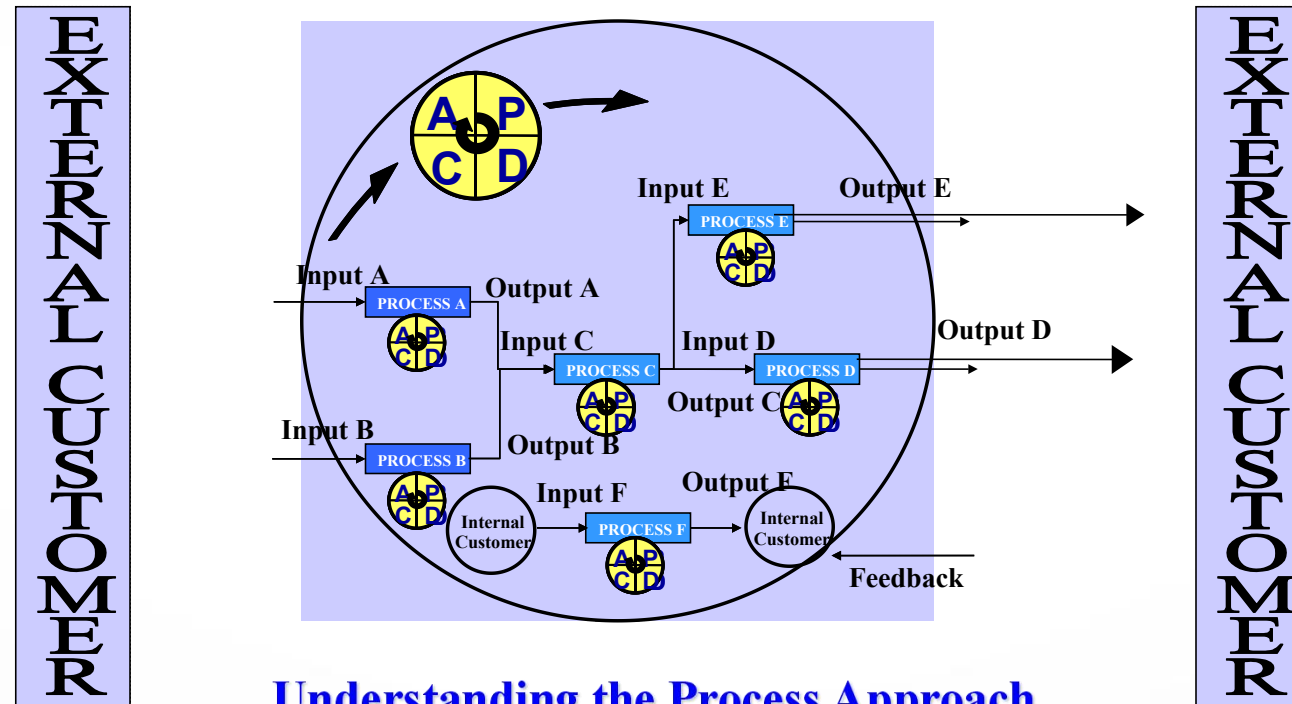 EXTERNAL CUSTOMER
A P
C D
Input E
Output E
PROCESS E
A P
C D
Input A
Output A
PROCESS A
A P
C D
Input C
Input D
Output D
PROCESS C
PROCESS D
A P
C D
Output C
A P
C D
Input B
Output B
PROCESS B
A P
C D
Input F
Output F
Internal
Customer
PROCESS F
Internal
Customer
A P
C D
Feedback
Understanding the Process Approach
EXTERNAL CUSTOMER